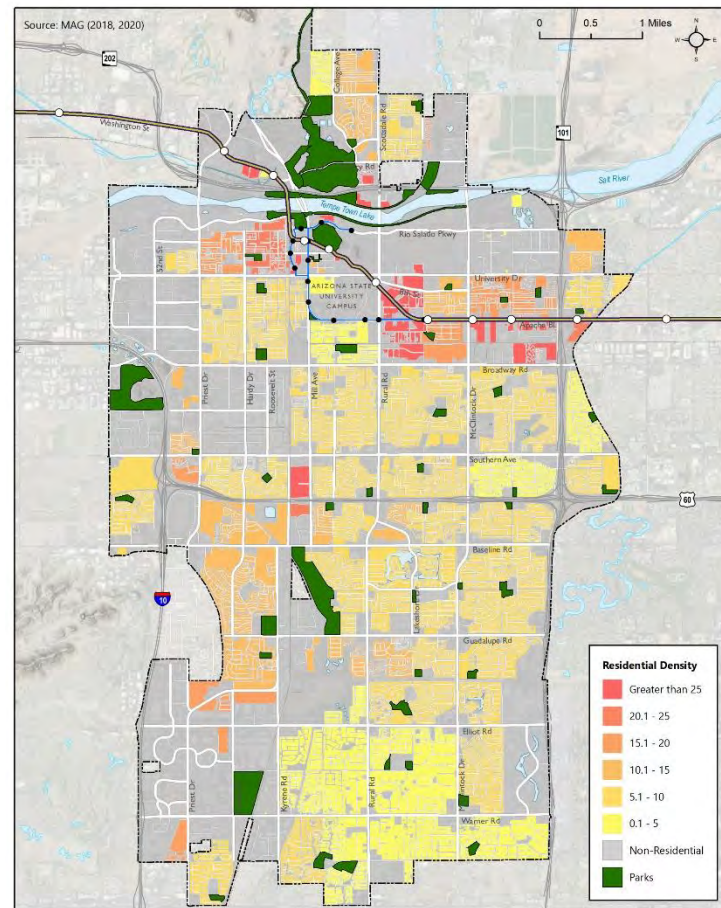 Source: MAG (2018, 2020)
0 0.5 1 Miles
N
W E
S
202
101
College Ave
Scottsdale Rd
Washington St
Salt River
Tempe Town Lake
Rio Salado Pkwy
52nd St
University Dr
8th St
ARIZONA STATE
UNIVERSITY
CAMPUS
Apache Bl
Broadway Rd
Priest Dr
Hardy Dr
Roosevelt St
Mill Ave
Rural Rd
McClintock Dr
Southern Ave
60
Baseline Rd
10
Lakeshore
Guadalupe Rd
Elliot Rd
Priest Dr
Kyrene Rd
Rural Rd
McClintock Dr
Warner Rd
Residential Density
Greater than 25
20.1 - 25
15.1 - 20
10.1 - 15
5.1 - 10
0.1 - 5
Non-Residential
Parks